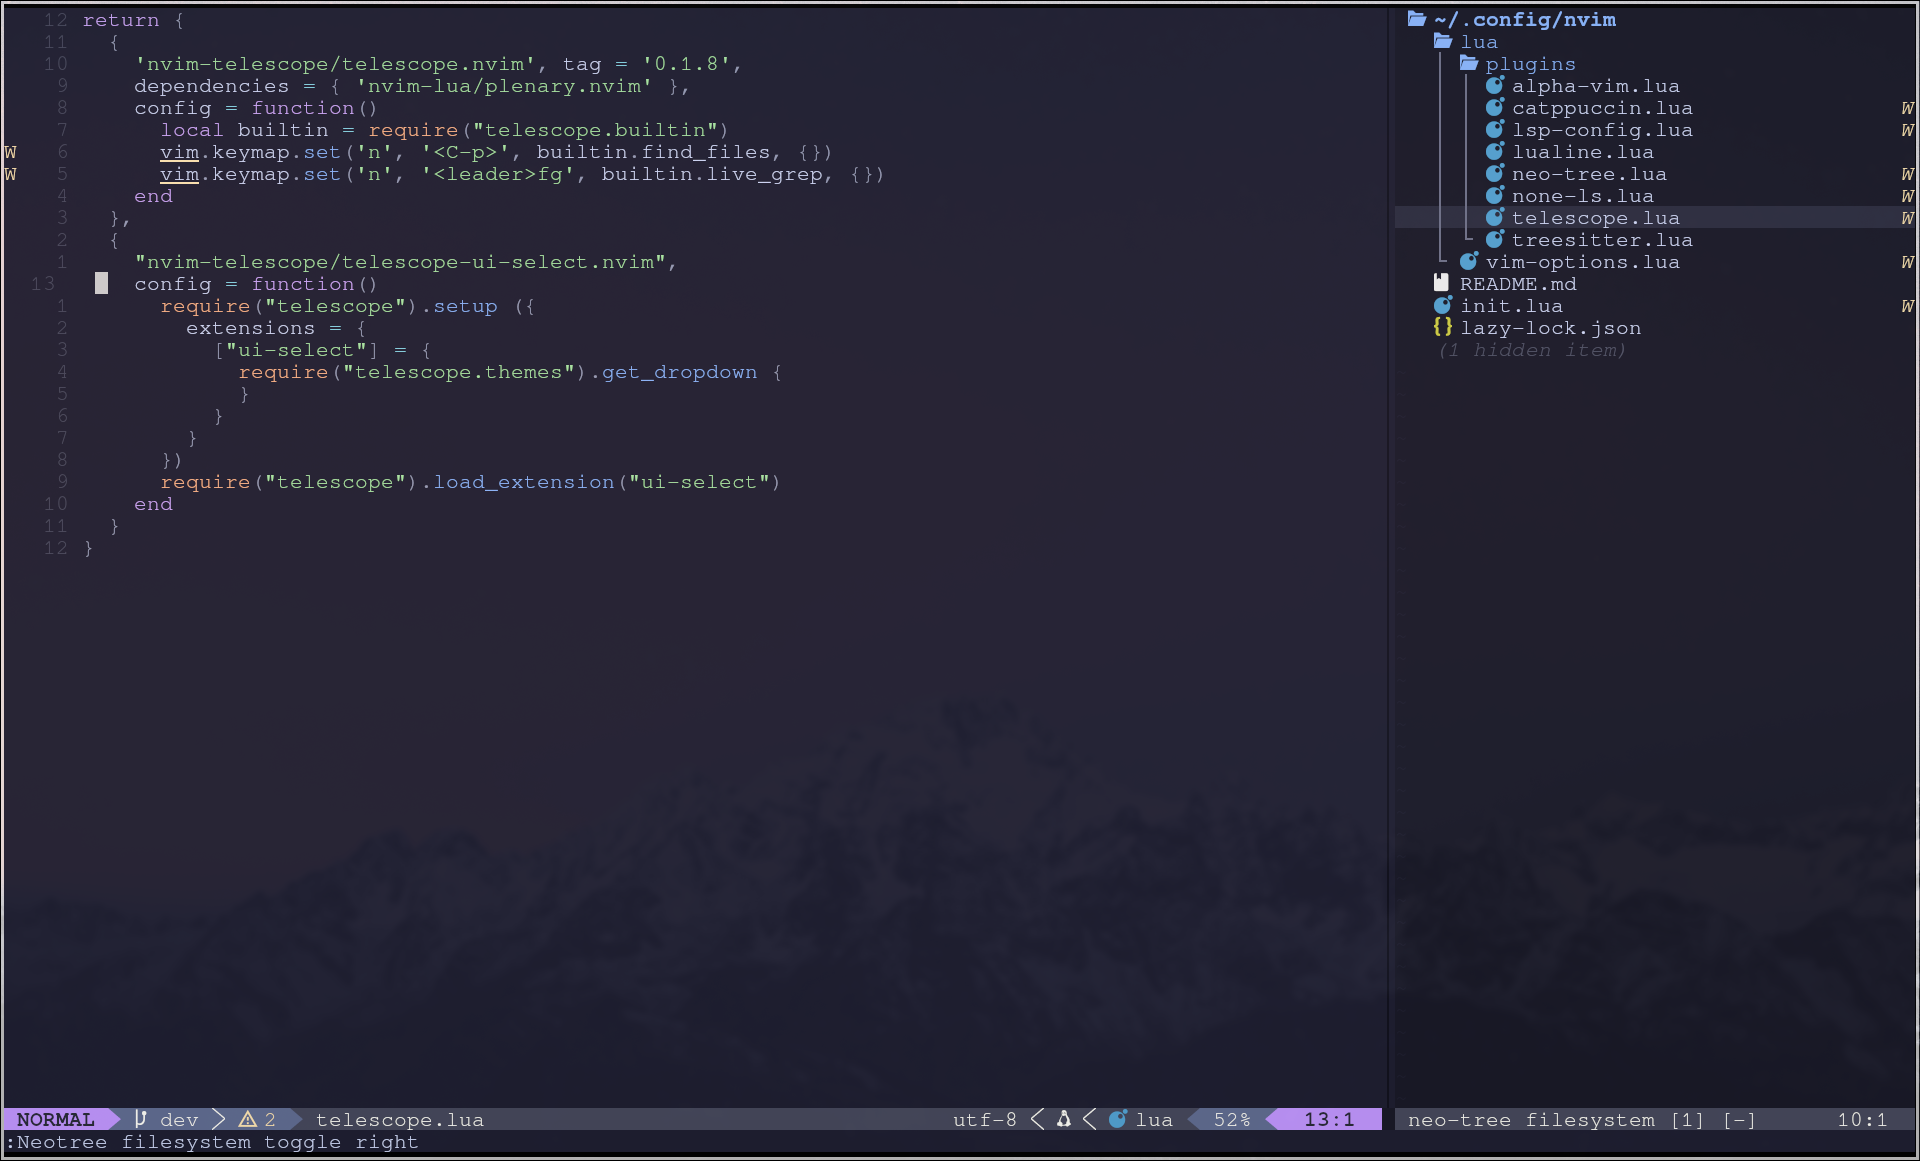 12 return {
11   {
10     'nvim-telescope/telescope.nvim', tag = '0.1.8',
9     dependencies = { 'nvim-lua/plenary.nvim' },
8     config = function()
7       local builtin = require("telescope.builtin")
W 6       vim.keymap.set('n', '<C-p>', builtin.find_files, {})
W 5       vim.keymap.set('n', '<leader>fg', builtin.live_grep, {})
4     end
3   },
2   {
1     "nvim-telescope/telescope-ui-select.nvim",
13     config = function()
1       require("telescope").setup ({
2         extensions = {
3           ["ui-select"] = {
4             require("telescope.themes").get_dropdown {
5             }
6           }
7         }
8       })
9       require("telescope").load_extension("ui-select")
10     end
11   }
12 }
~/.config/nvim
lua
plugins
alpha-vim.lua
catppuccin.lua W
lsp-config.lua W
lualine.lua
neo-tree.lua W
none-ls.lua W
telescope.lua W
treesitter.lua
vim-options.lua W
README.md
init.lua W
lazy-lock.json
(1 hidden item)
NORMAL dev 2 telescope.lua utf-8 lua 52% 13:1
neo-tree filesystem [1] [-] 10:1
:Neotree filesystem toggle right